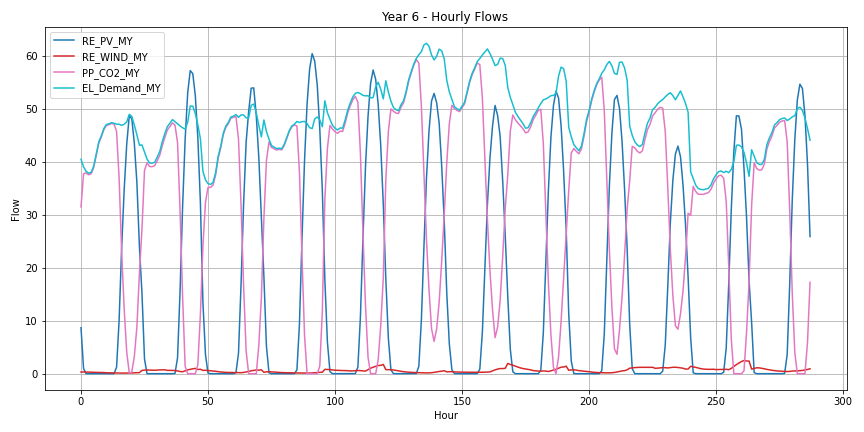 Year 6 - Hourly Flows
RE_PV_MY
RE_WIND_MY
PP_CO2_MY
EL_Demand_MY
Flow
60
50
40
30
20
10
0
0 50 100 150 200 250 300
Hour